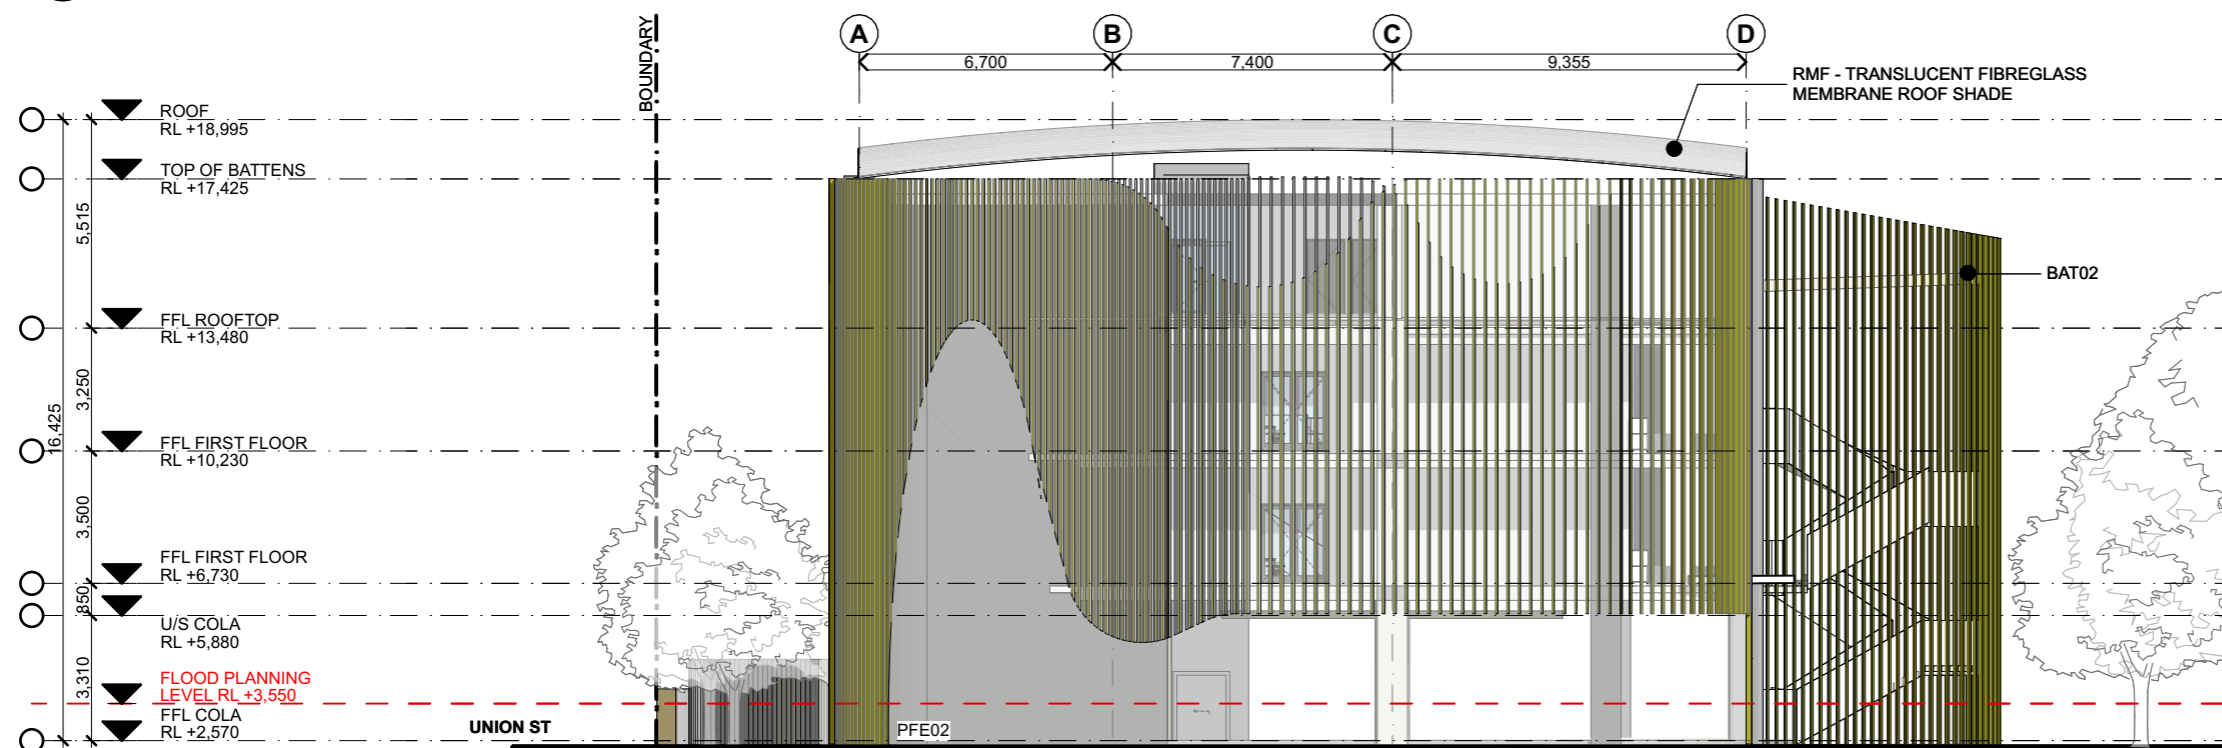 BOUNDARY
A
B
C
D
6,700
7,400
9,355
RMF - TRANSLUCENT FIBREGLASS
MEMBRANE ROOF SHADE
ROOF
RL +18,995
TOP OF BATTENS
RL +17,425
5,515
BAT02
FFL ROOFTOP
RL +13,480
3,250
16,425
FFL FIRST FLOOR
RL +10,230
3,500
FFL FIRST FLOOR
RL +6,730
850
U/S COLA
RL +5,880
3,310
FLOOD PLANNING
LEVEL RL +3,550
FFL COLA
RL +2,570
UNION ST
PFE02